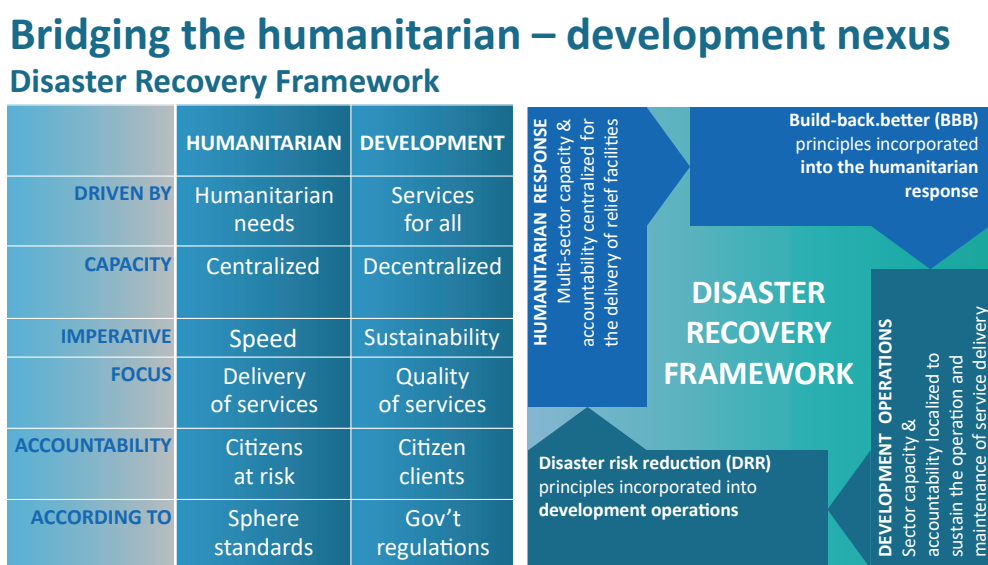 Bridging the humanitarian – development nexus
Disaster Recovery Framework
HUMANITARIAN DEVELOPMENT
DRIVEN BY
Humanitarian
needs
Services
for all
CAPACITY
Centralized
Decentralized
IMPERATIVE
Speed
Sustainability
FOCUS
Delivery
of services
Quality
of services
ACCOUNTABILITY
Citizens
at risk
Citizen
clients
ACCORDING TO
Sphere
standards
Gov't
regulations
HUMANITARIAN RESPONSE
Multi-sector capacity &
accountability centralized for
the delivery of relief facilities
Build-back.better (BBB)
principles incorporated
into the humanitarian
response
DISASTER
RECOVERY
FRAMEWORK
DEVELOPMENT OPERATIONS
Sector capacity &
accountability localized to
sustain the operation and
maintenance of service delivery
Disaster risk reduction (DRR)
principles incorporated into
development operations